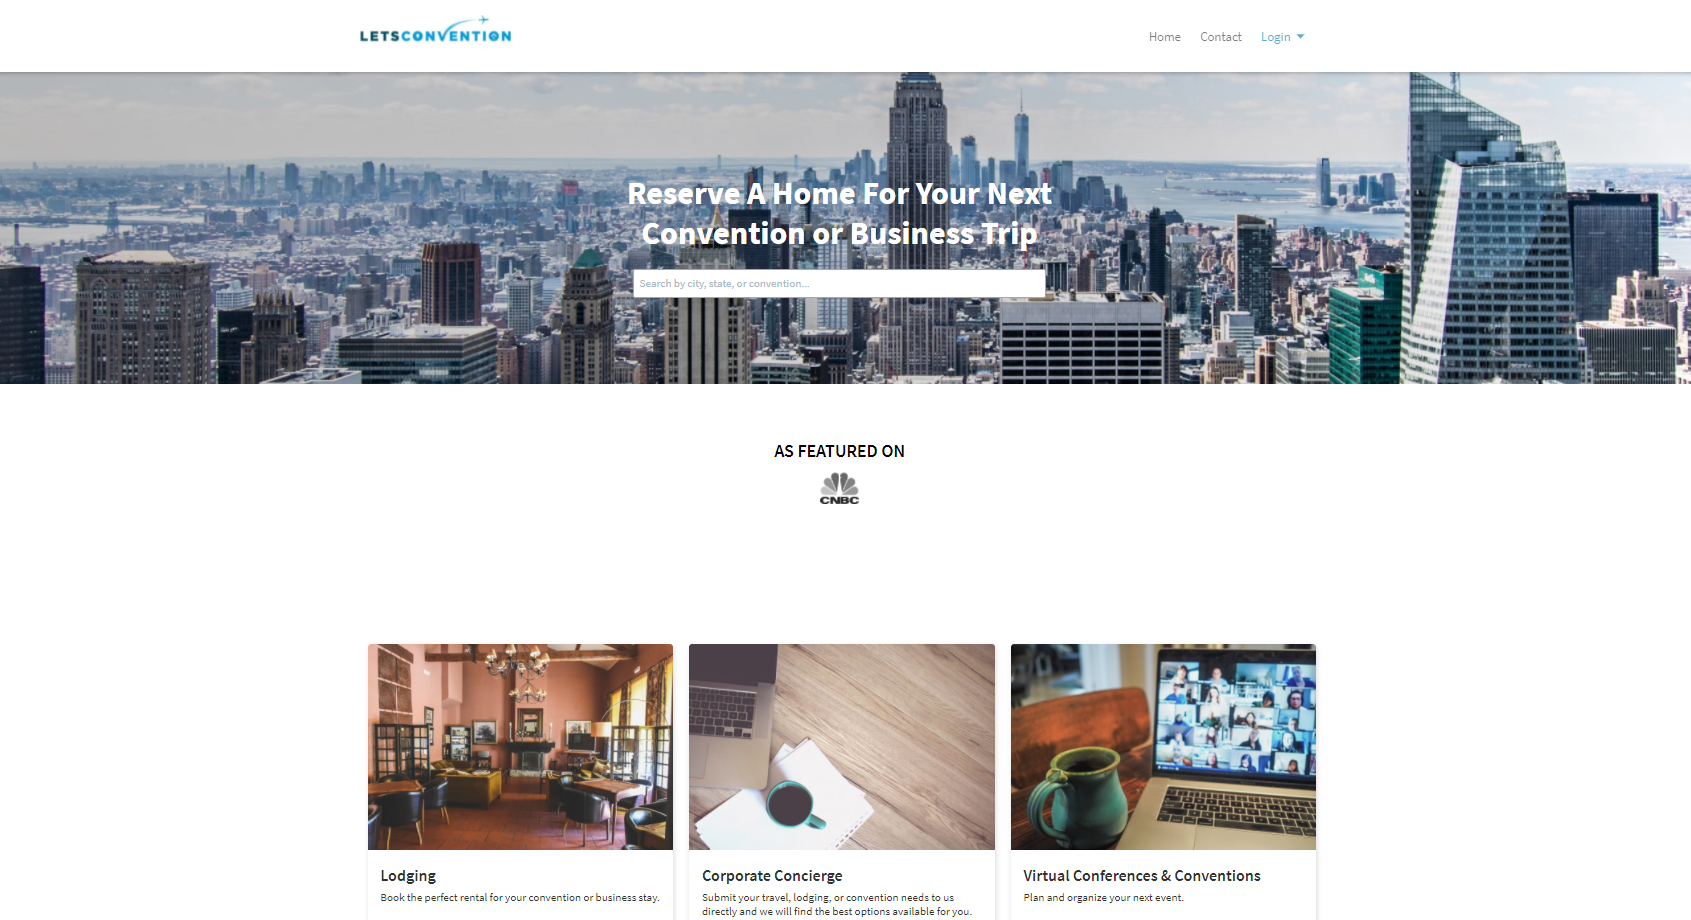 LETSCONVENTION
Home Contact Login
Reserve A Home For Your Next
Convention or Business Trip
Search by city, state, or convention...
AS FEATURED ON
CNBC
Lodging
Book the perfect rental for your convention or business stay.
Corporate Concierge
Submit your travel, lodging, or convention needs to us
directly and we will find the best options available for you.
Virtual Conferences & Conventions
Plan and organize your next event.